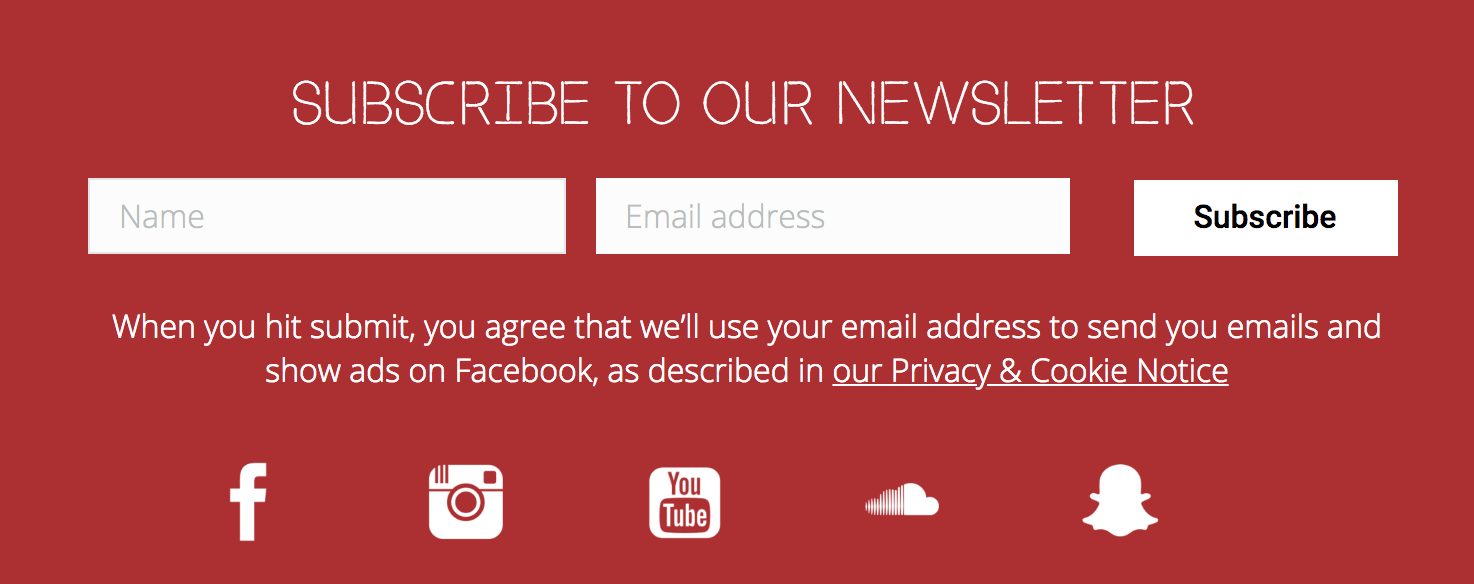 SUBSCRIBE TO OUR NEWSLETTER
Name
Email address
Subscribe
When you hit submit, you agree that we’ll use your email address to send you emails and
show ads on Facebook, as described in our Privacy & Cookie Notice
You
Tube